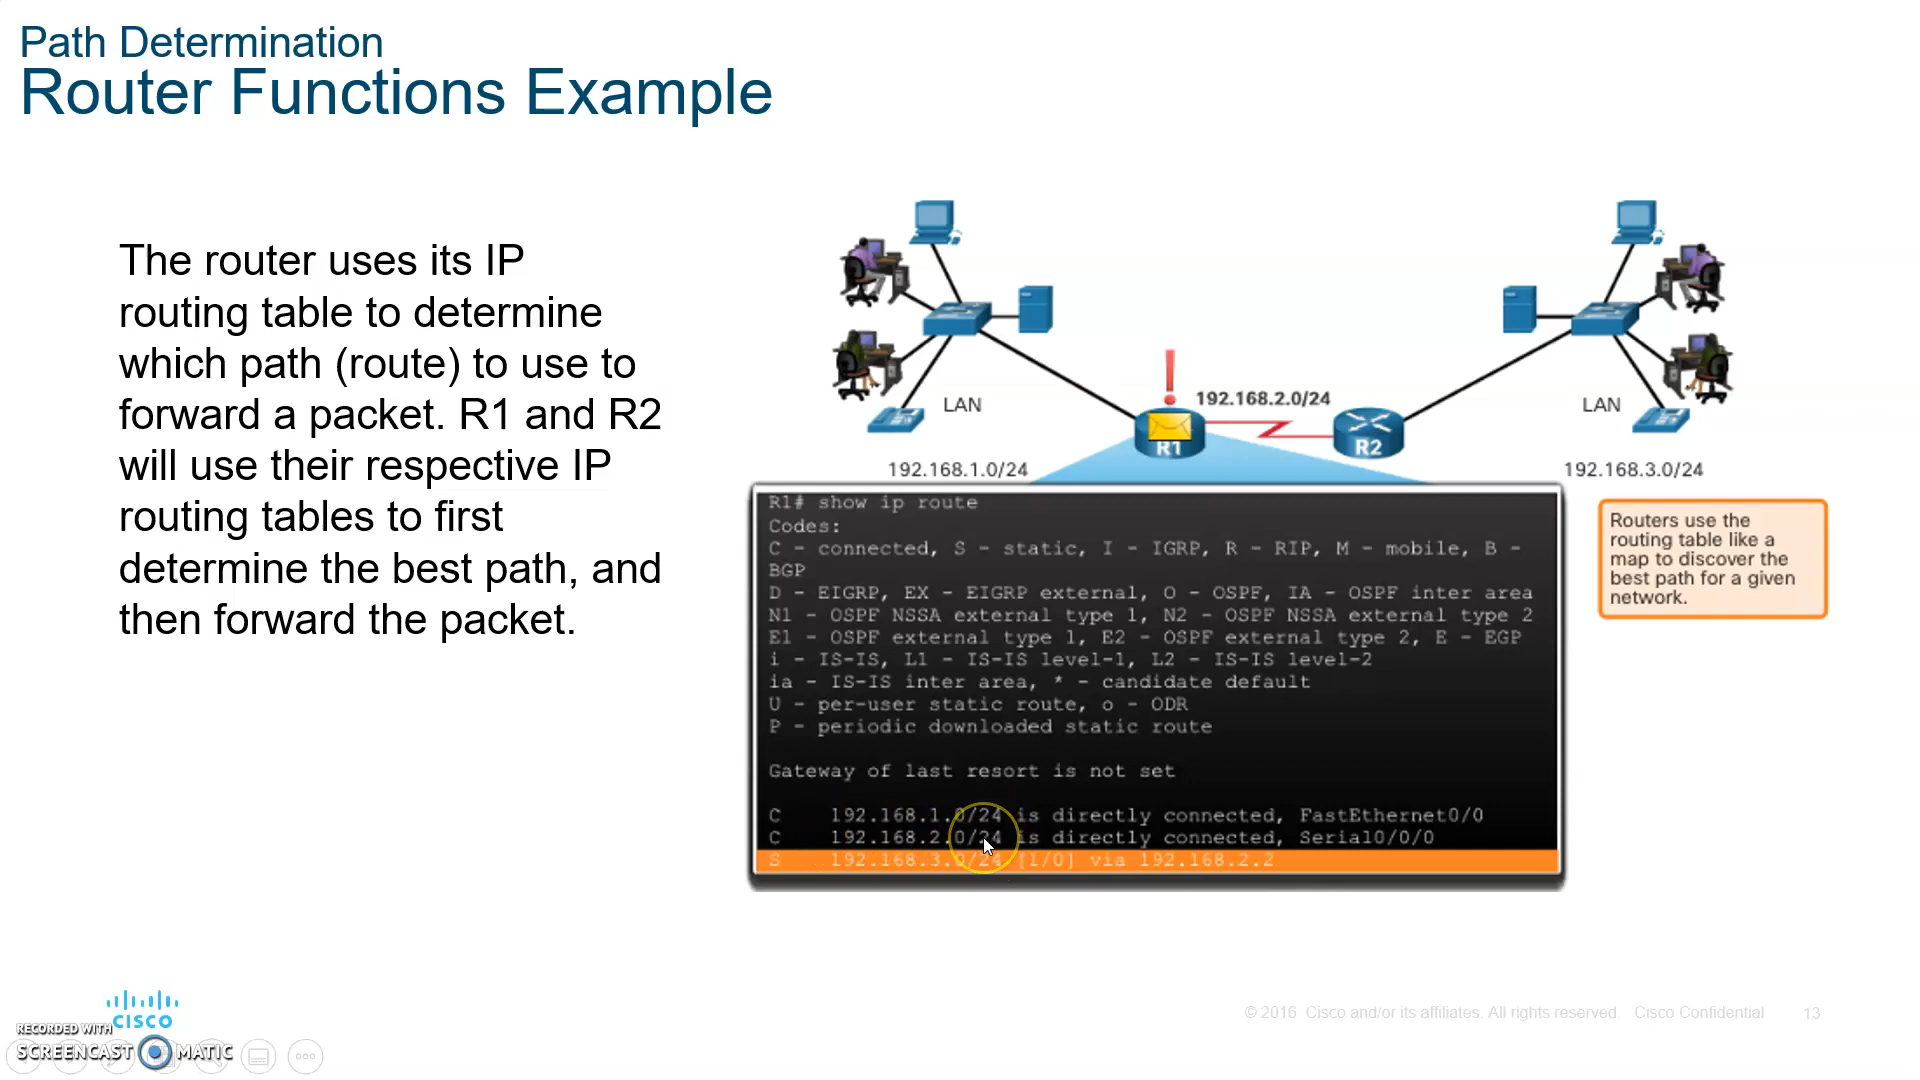 Path Determination
Router Functions Example
The router uses its IP
routing table to determine
which path (route) to use to
forward a packet. R1 and R2
will use their respective IP
routing tables to first
determine the best path, and
then forward the packet.
LAN
192.168.2.0/24
LAN
R1
R2
192.168.1.0/24
192.168.3.0/24
R1# show ip route
Codes:
C - connected, S - static, I - IGRP, R - RIP, M - mobile, B -
BGP
D - EIGRP, EX - EIGRP external, O - OSPF, IA - OSPF inter area
N1 - OSPF NSSA external type 1, N2 - OSPF NSSA external type 2
E1 - OSPF external type 1, E2 - OSPF external type 2, E - EGP
i - IS-IS, L1 - IS-IS level-1, L2 - IS-IS level-2
ia - IS-IS inter area, * - candidate default
U - per-user static route, o - ODR
P - periodic downloaded static route
Gateway of last resort is not set
C 192.168.1.0/24 is directly connected, FastEthernet0/0
C 192.168.2.0/24 is directly connected, Serial0/0/0
S 192.168.3.0/24 [1/0] via 192.168.2.2
Routers use the
routing table like a
map to discover the
best path for a given
network.
CISCO
RECORDED WITH
SCREENCAST MATIC
© 2016 Cisco and/or its affiliates. All rights reserved. Cisco Confidential 13